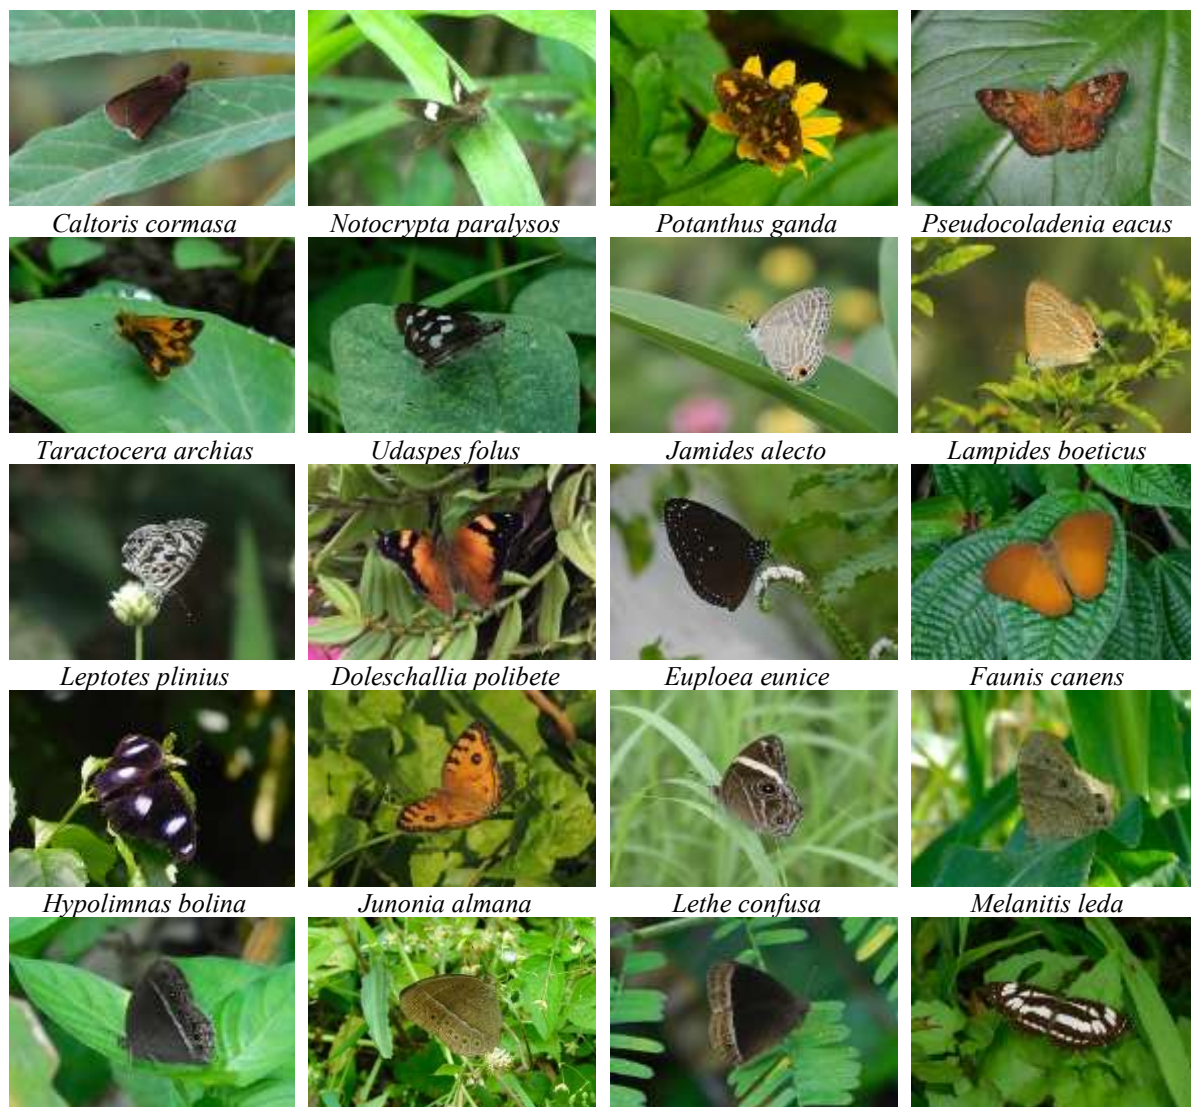 Caltoris cormasa Notocrypta paralysos Potanthus ganda Pseudocoladenia eacus
Taractocera archias Udaspes folus Jamides alecto Lampides boeticus
Leptotes plinius Doleschallia polibete Euploea eunice Faunis canens
Hypolimnas bolina Junonia almana Lethe confusa Melanitis leda